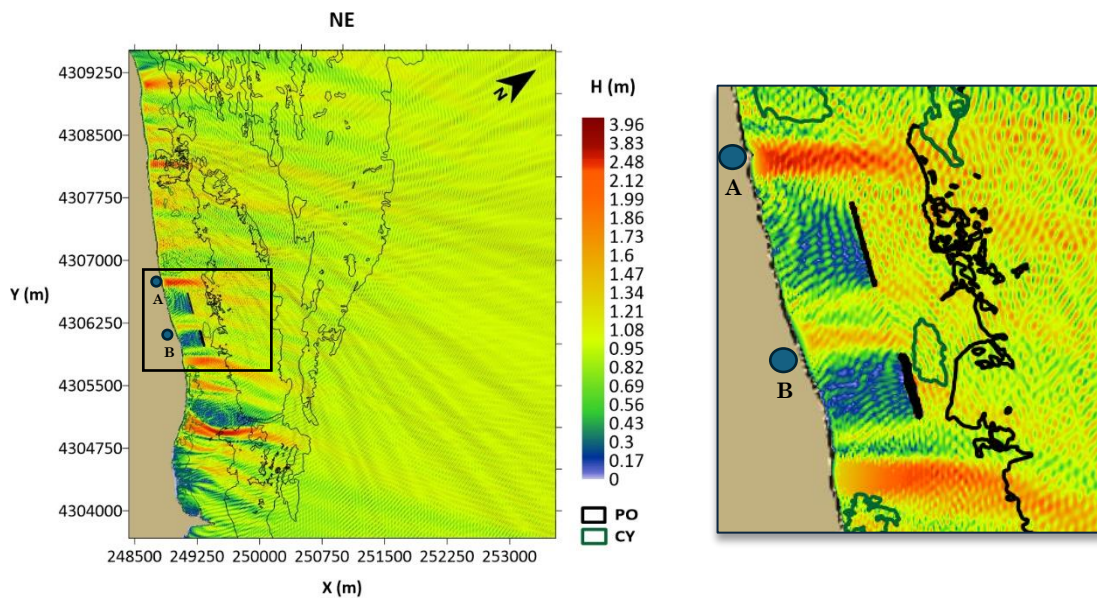 NE
N
4309250
4308500
4307750
4307000
4306250
4305500
4304750
4304000
Y (m)
A
B
248500 249250 250000 250750 251500 252250 253000
X (m)
H (m)
3.96
3.83
2.48
2.12
1.99
1.86
1.73
1.6
1.47
1.34
1.21
1.08
0.95
0.82
0.69
0.56
0.43
0.3
0.17
0
PO
CY
A
B